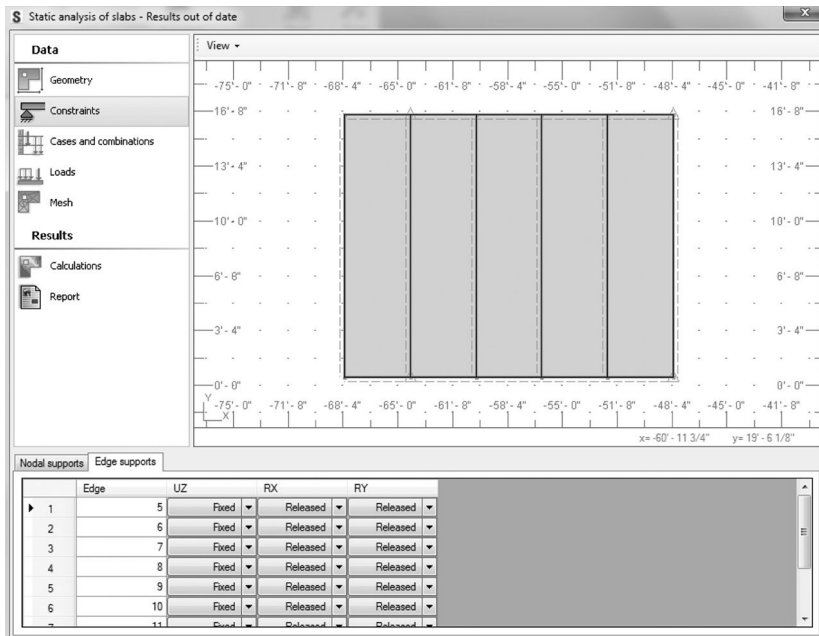 S Static analysis of slabs - Results out of date
Data
Geometry
Constraints
Cases and combinations
Loads
Mesh
Results
Calculations
Report
View
-75'- 0" -71'- 8" -68'- 4" -65'- 0" -61'- 8" -58'- 4" -55'- 0" -51'- 8" -48'- 4" -45'- 0" -41'- 8"
16'- 8" 16'- 8"
13'- 4" 13'- 4"
10'- 0" 10'- 0"
6'- 8" 6'- 8"
3'- 4" 3'- 4"
0'- 0" 0'- 0"
Y
X
-75'- 0" -71'- 8" -68'- 4" -65'- 0" -61'- 8" -58'- 4" -55'- 0" -51'- 8" -48'- 4" -45'- 0" -41'- 8"
x= -60' - 11 3/4" y= 19' - 6 1/8"
Nodal supports Edge supports
Edge UZ RX RY
1 5 Fixed Released Released
2 6 Fixed Released Released
3 7 Fixed Released Released
4 8 Fixed Released Released
5 9 Fixed Released Released
6 10 Fixed Released Released
7 11 Fixed Released Released